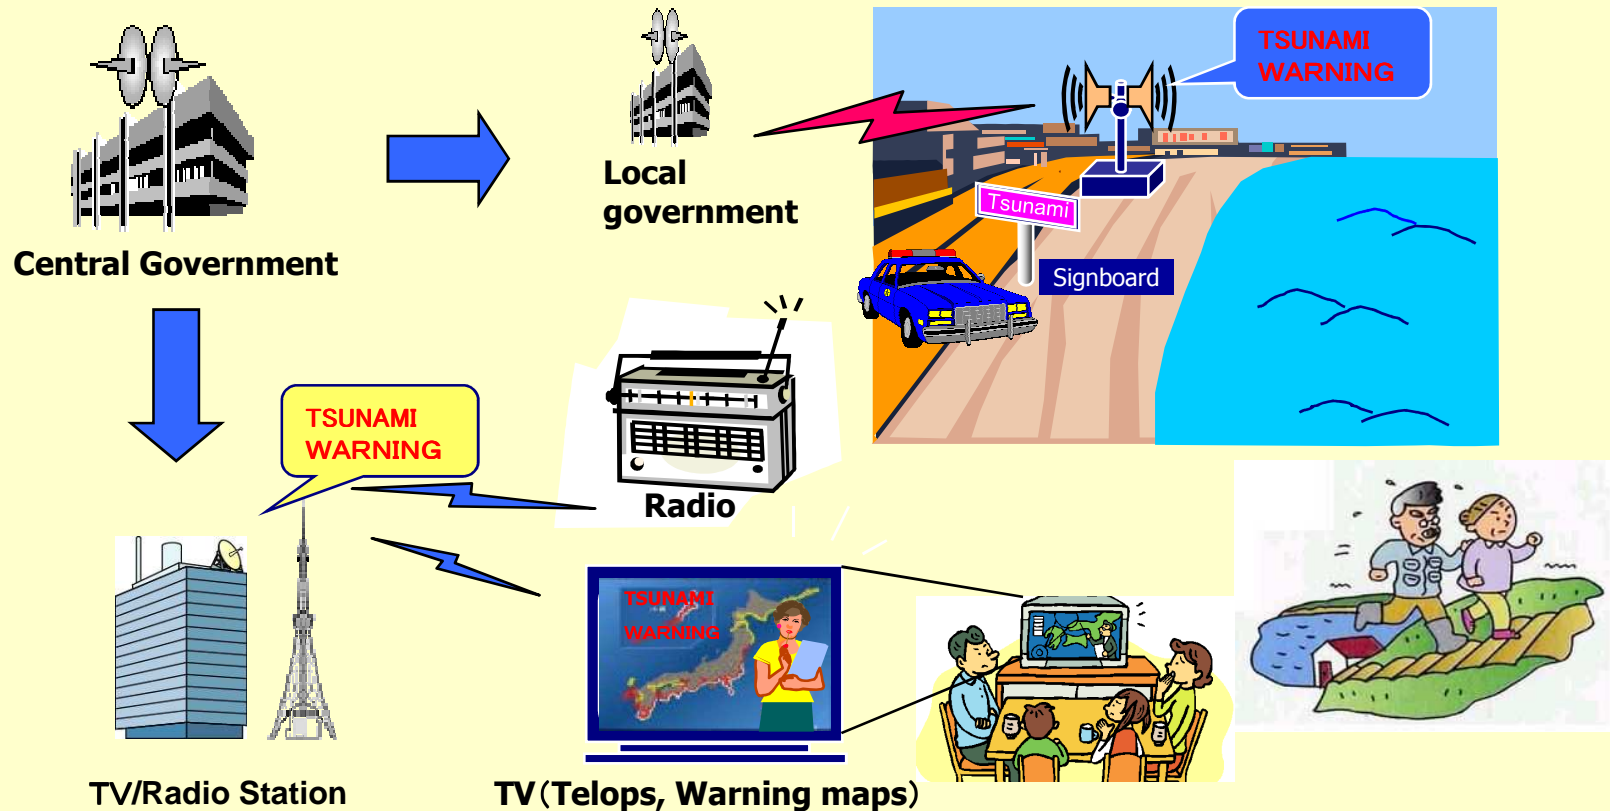 TSUNAMI
WARNING
Local
government
Tsunami
Central Government
Signboard
TSUNAMI
WARNING
Radio
TSUNAMI
WARNING
TV/Radio Station
TV（Telops, Warning maps）